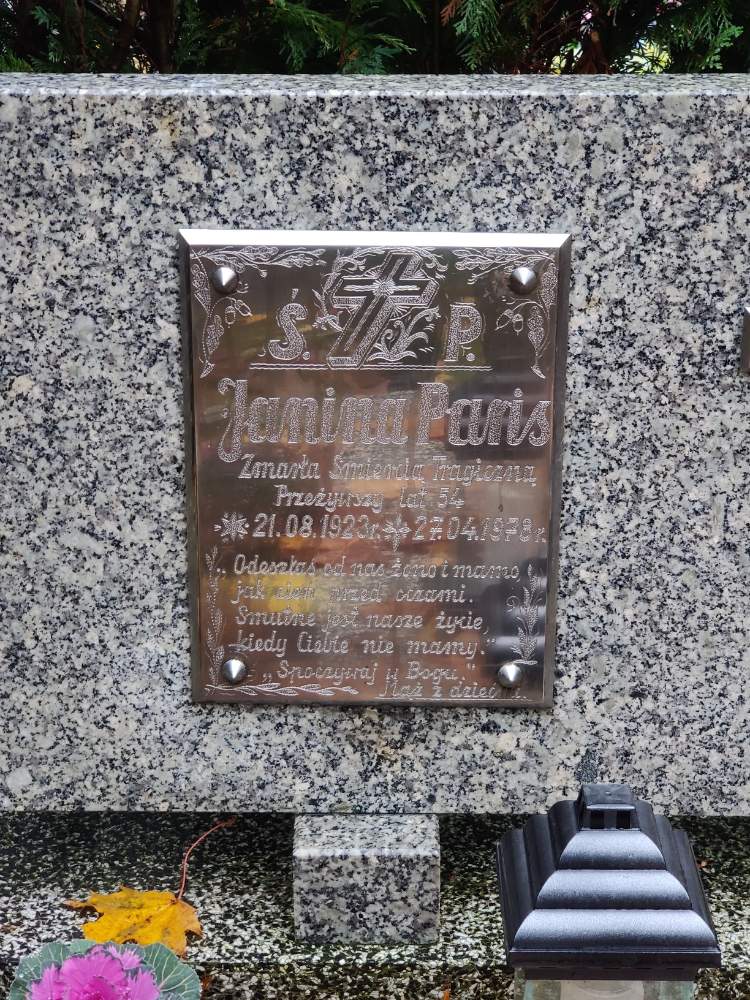 Ś. P.
Janina Paris
Zmarła Śmiercią Tragiczną
Przeżywszy lat 54
21.08.1923r. 27.04.1978r.
„Odeszłaś od nas żono i mamo
jak cień przed oczami.
Smutne jest nasze życie,
kiedy Ciebie nie mamy.”
„Spoczywaj w Bogu.”
Mąż z dziećmi.